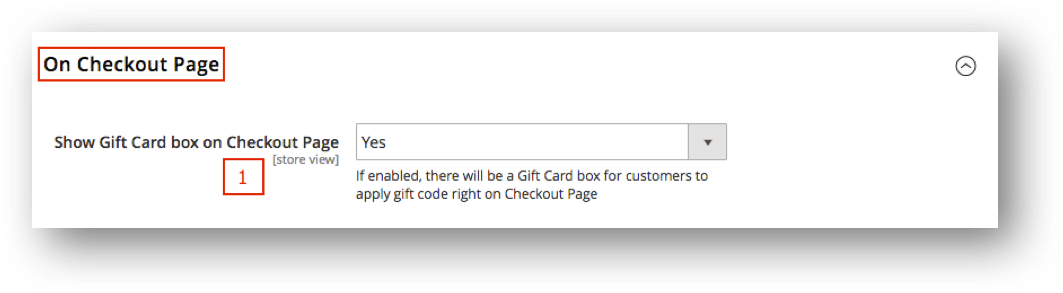 On Checkout Page
Show Gift Card box on Checkout Page
[store view]
Yes
1
If enabled, there will be a Gift Card box for customers to
apply gift code right on Checkout Page